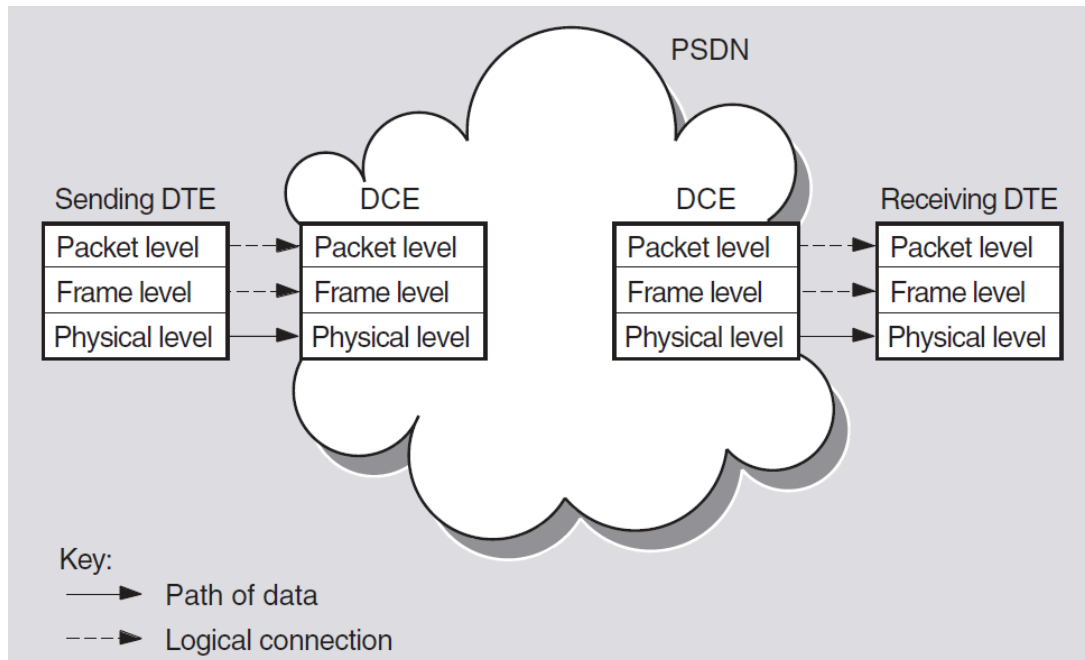 PSDN
Sending DTE
DCE
DCE
Receiving DTE
Packet level
Packet level
Packet level
Packet level
Frame level
Frame level
Frame level
Frame level
Physical level
Physical level
Physical level
Physical level
Key:
Path of data
Logical connection